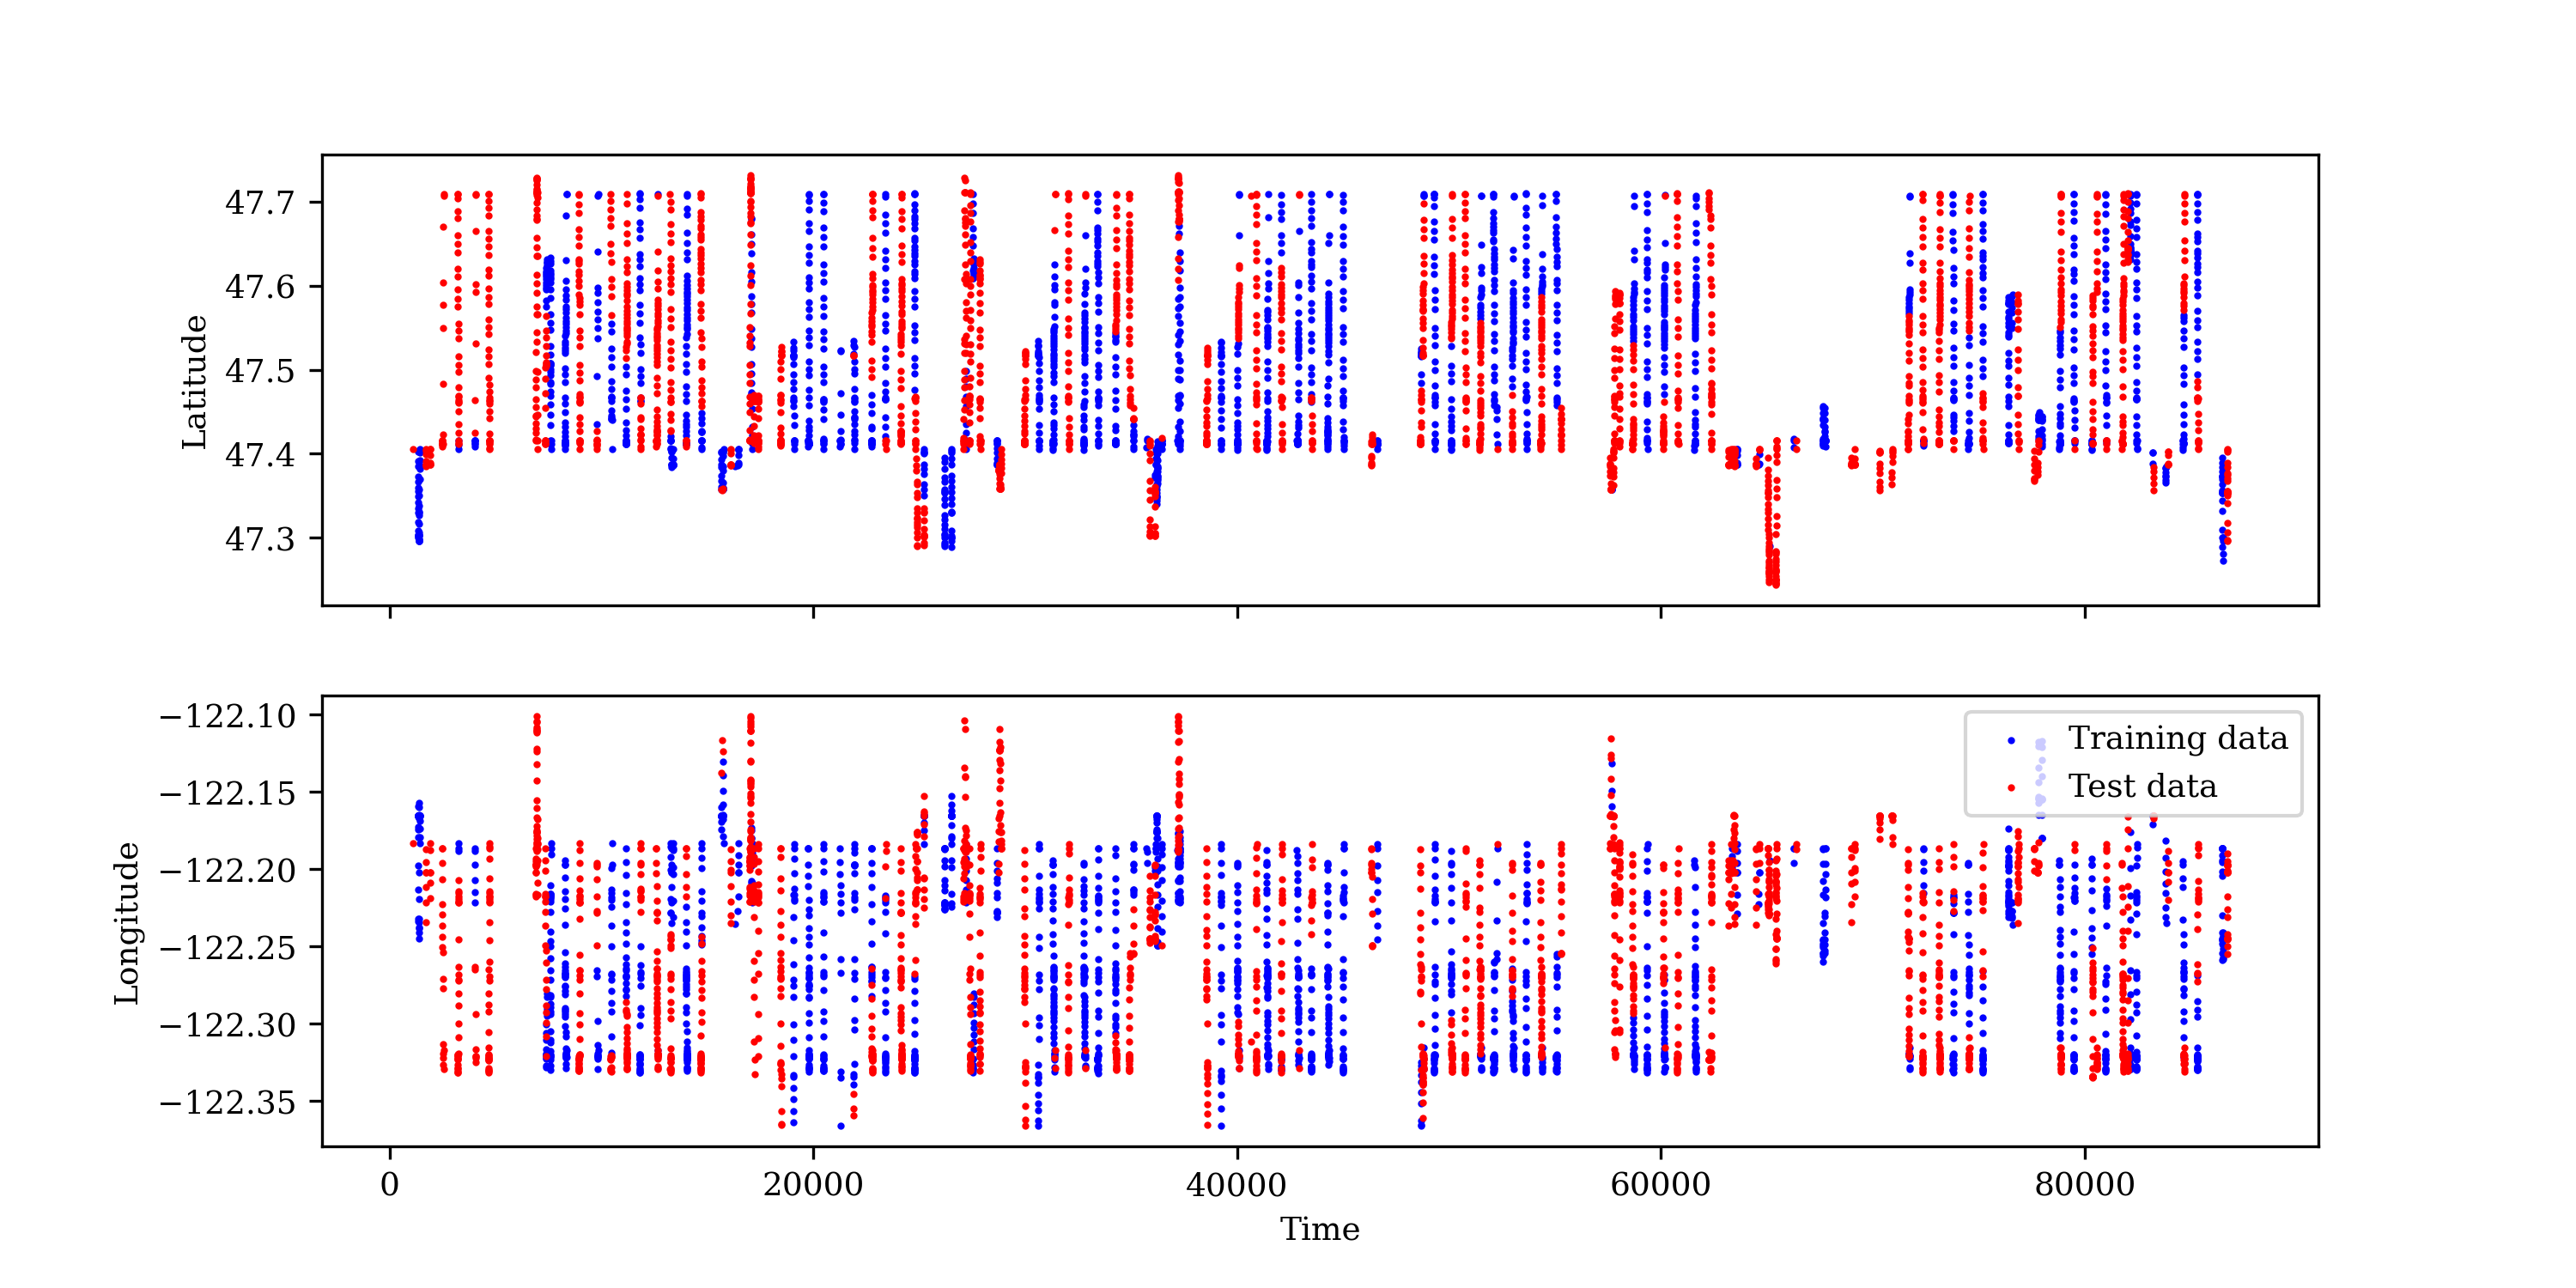 Latitude
47.7
47.6
47.5
47.4
47.3
Longitude
−122.10
−122.15
−122.20
−122.25
−122.30
−122.35
Training data
Test data
0 20000 40000 60000 80000
Time